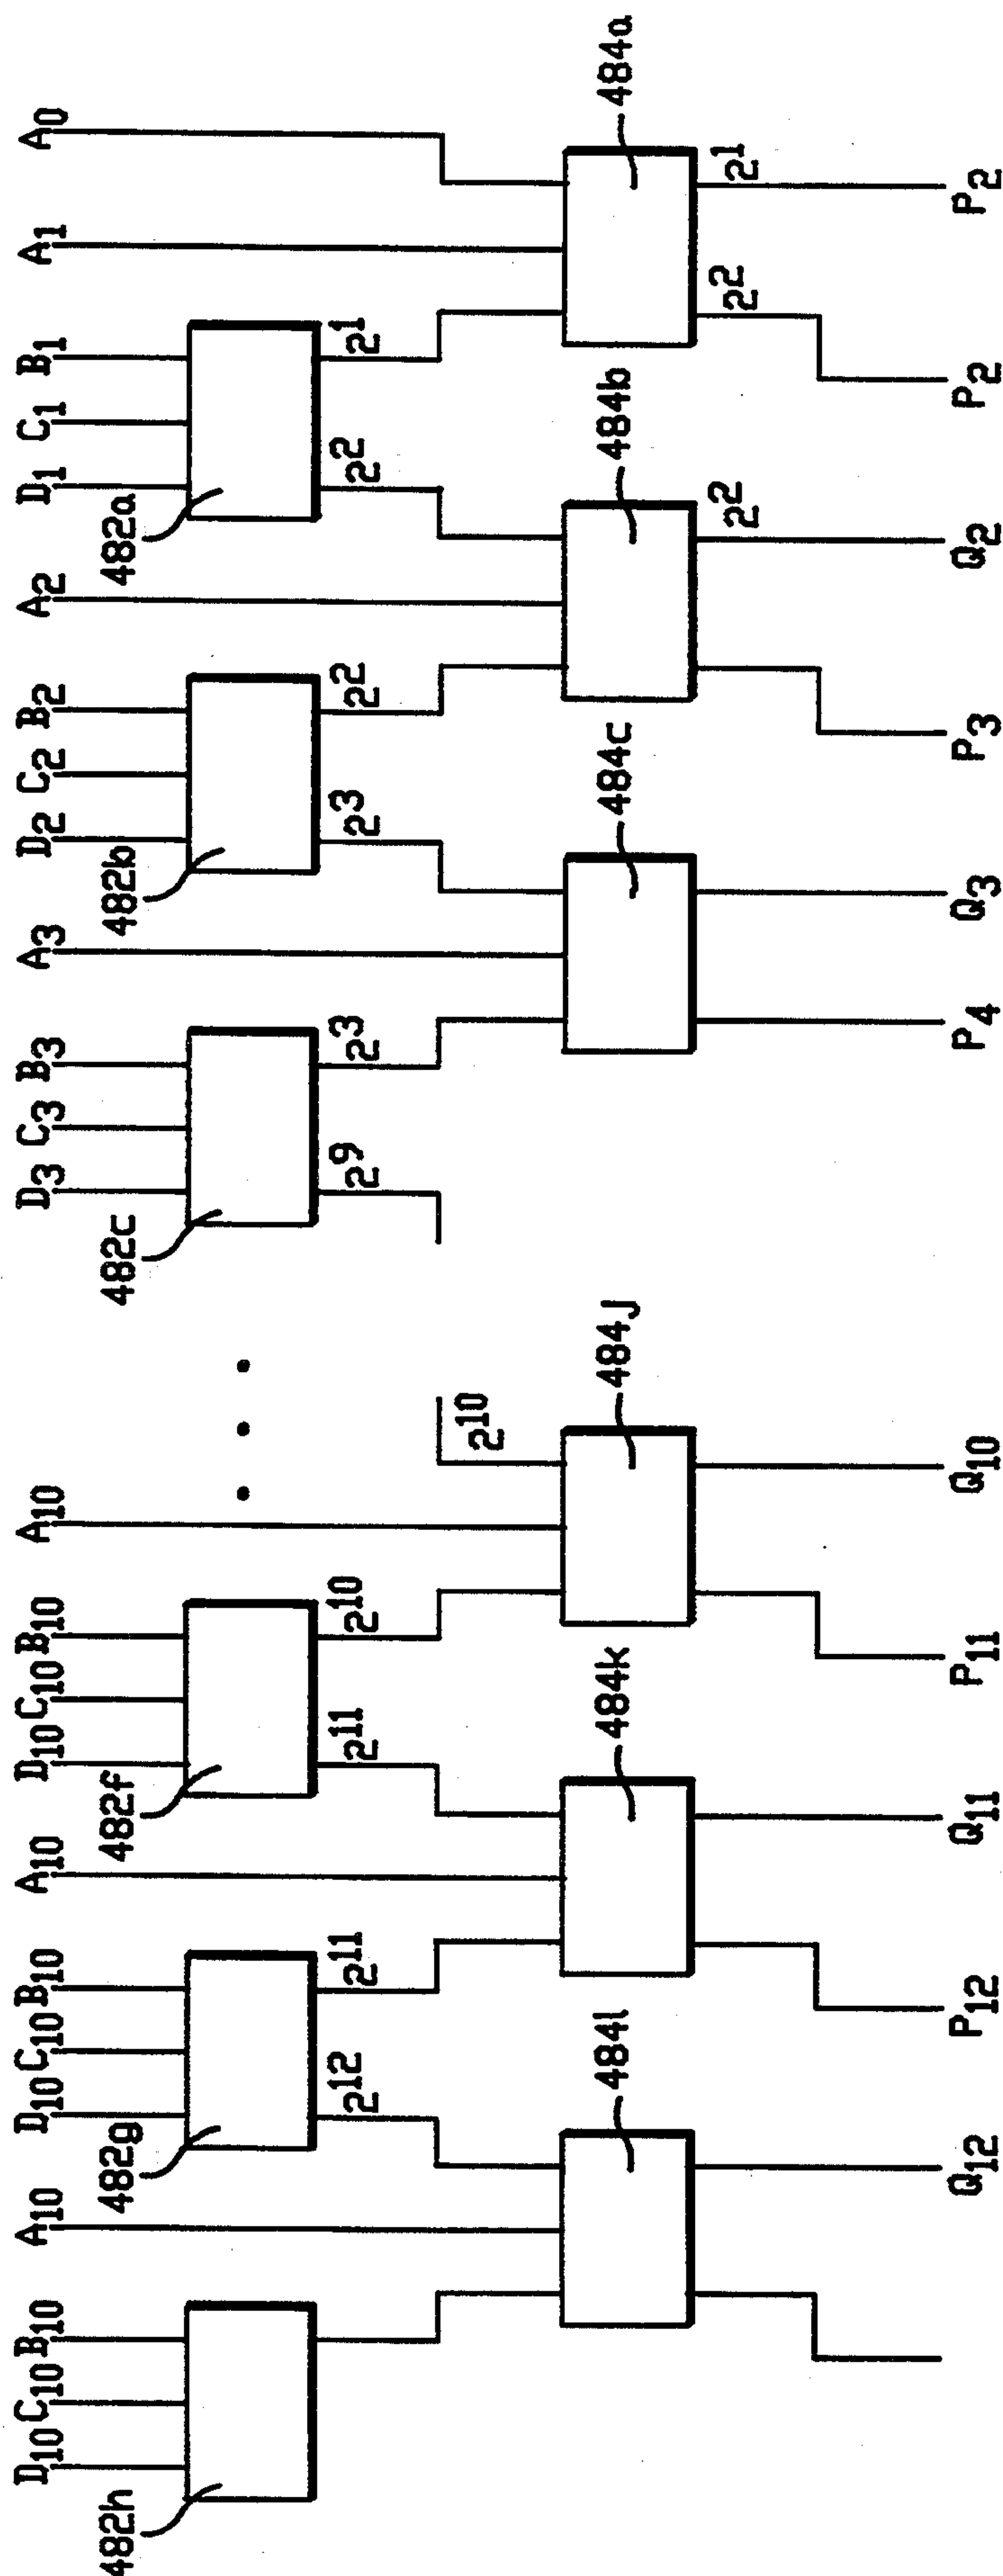 D₁₀ C₁₀ B₁₀ A₁₀ D₁₀ C₁₀ B₁₀ A₁₀ D₁₀ C₁₀ B₁₀ A₁₀ D₃ C₃ B₃ A₃ D₂ C₂ B₂ A₂ D₁ C₁ B₁ A₁ A₀
482h 482g 482f 482c 482b 482a
• • •
2¹² 2¹¹ 2¹¹ 2¹⁰ 2⁹ 2³ 2³ 2² 2² 2¹
2¹⁰
484l 484k 484j 484c 484b 484a
2² 2² 2¹
Q₁₂ P₁₂ Q₁₁ P₁₁ Q₁₀ P₄ Q₃ P₃ Q₂ P₂ P₂